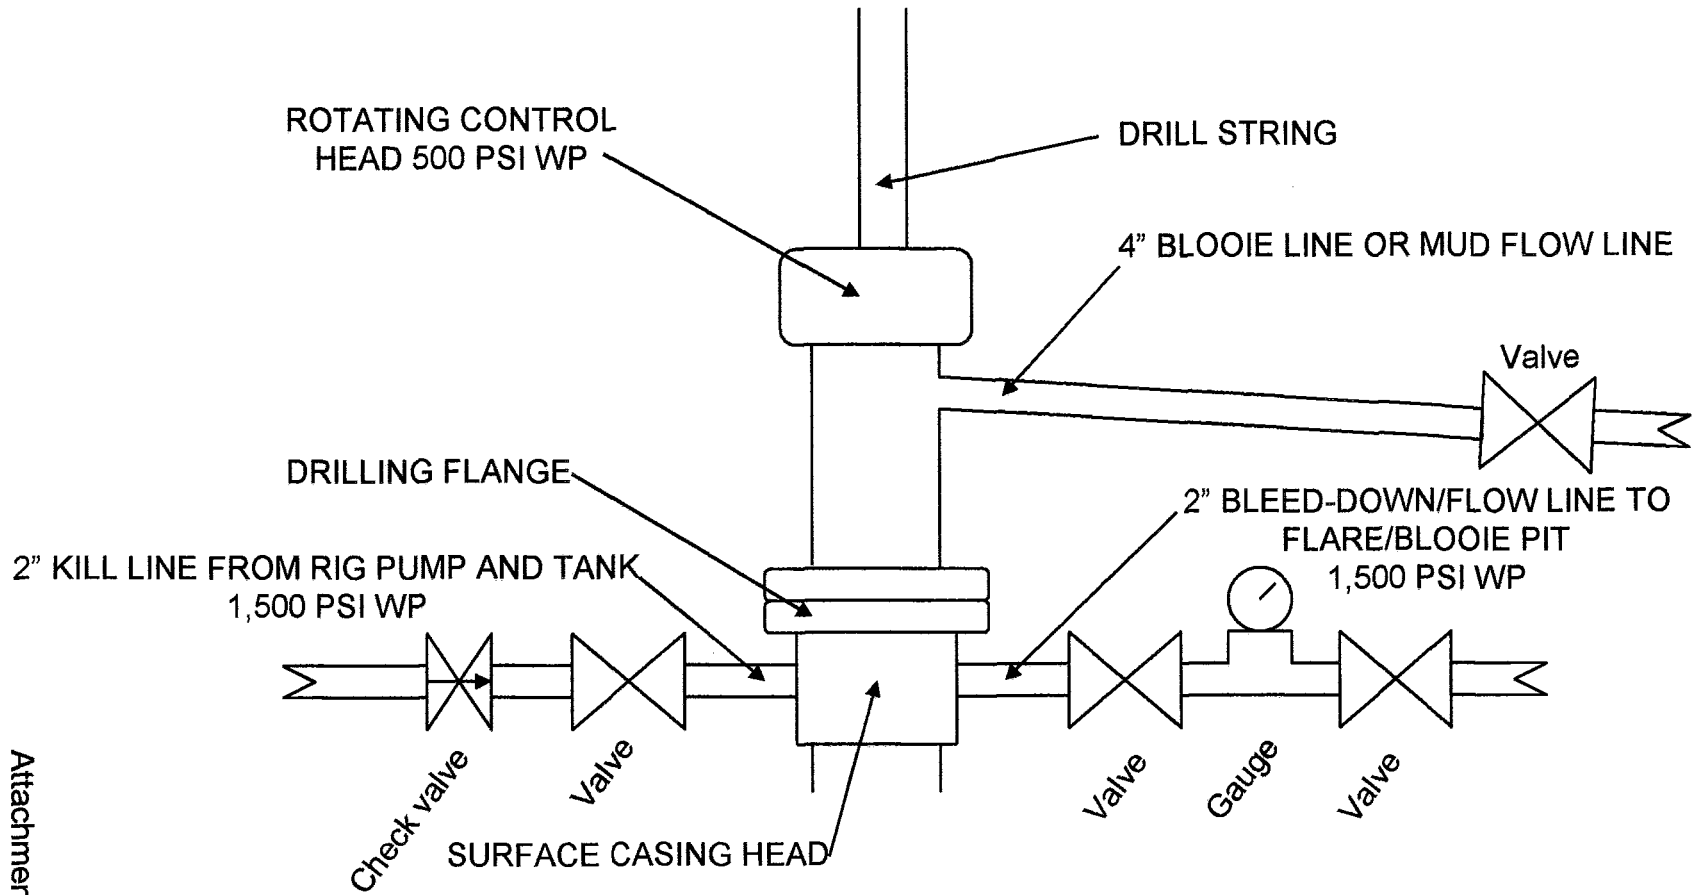 ROTATING CONTROL
HEAD 500 PSI WP
DRILL STRING
4” BLOOIE LINE OR MUD FLOW LINE
Valve
DRILLING FLANGE
2” BLEED-DOWN/FLOW LINE TO
FLARE/BLOOIE PIT
1,500 PSI WP
2” KILL LINE FROM RIG PUMP AND TANK
1,500 PSI WP
Check valve
Valve
Valve
Gauge
Valve
SURFACE CASING HEAD